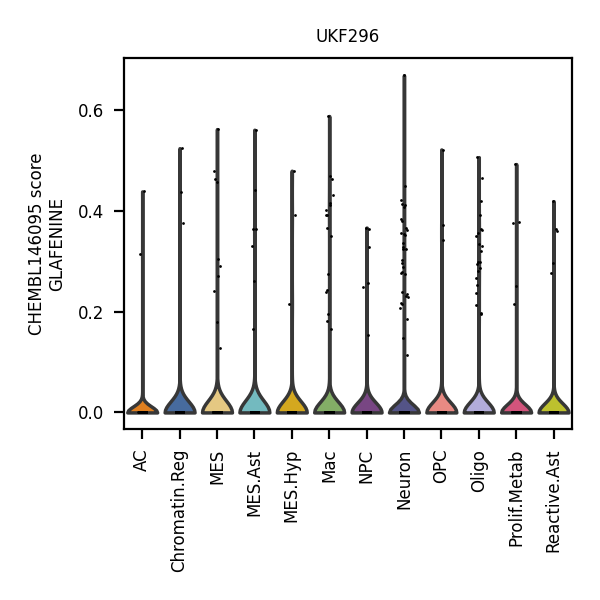 UKF296
CHEMBL146095 score
GLAFENINE
0.6
0.4
0.2
0.0
AC
Chromatin.Reg
MES
MES.Ast
MES.Hyp
Mac
NPC
Neuron
OPC
Oligo
Prolif.Metab
Reactive.Ast